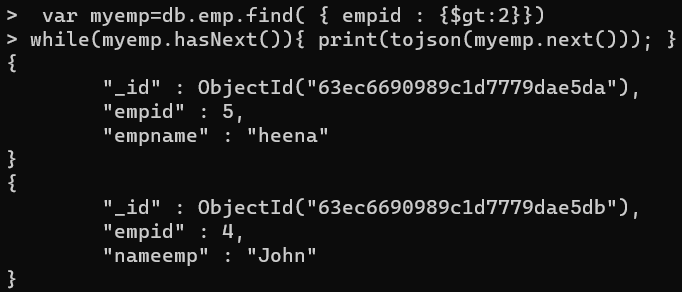 >  var myemp=db.emp.find( { empid : {$gt:2}})
> while(myemp.hasNext()){ print(tojson(myemp.next())); }
{
        "_id" : ObjectId("63ec6690989c1d7779dae5da"),
        "empid" : 5,
        "empname" : "heena"
}
{
        "_id" : ObjectId("63ec6690989c1d7779dae5db"),
        "empid" : 4,
        "nameemp" : "John"
}